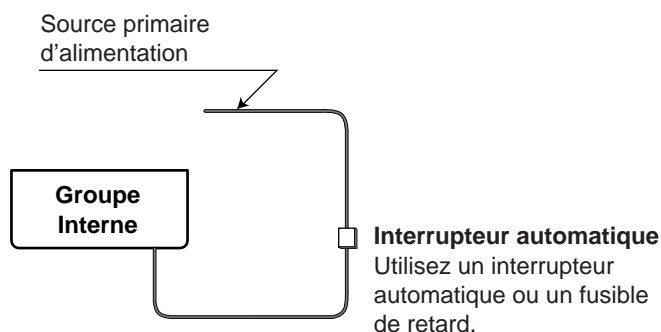 Source primaire
d’alimentation
Groupe
Interne
Interrupteur automatique
Utilisez un interrupteur
automatique ou un fusible
de retard.